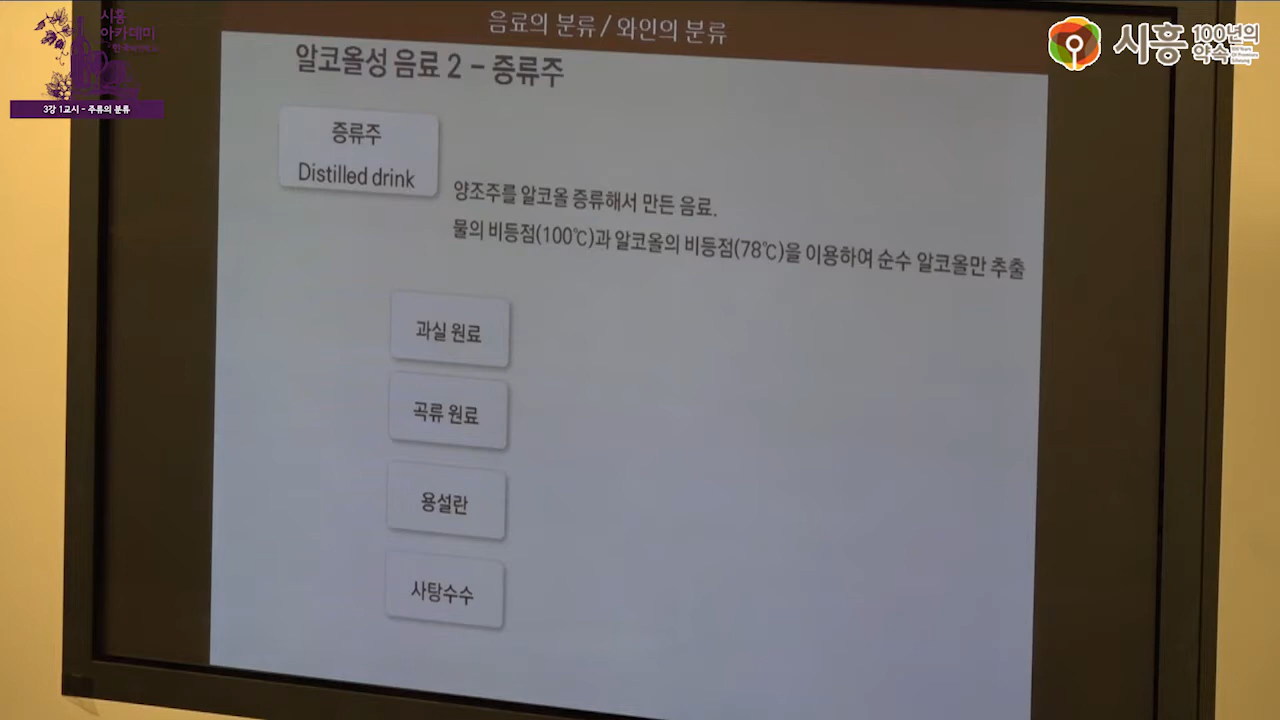 시흥
아카데미
3강 1교시 - 주류의 분류
시흥 100년의
약속
음료의 분류 / 와인의 분류
알코올성 음료 2 - 증류주
증류주
Distilled drink
양조주를 알코올 증류해서 만든 음료.
물의 비등점(100℃)과 알코올의 비등점(78℃)을 이용하여 순수 알코올만 추출
과실 원료
곡류 원료
용설란
사탕수수